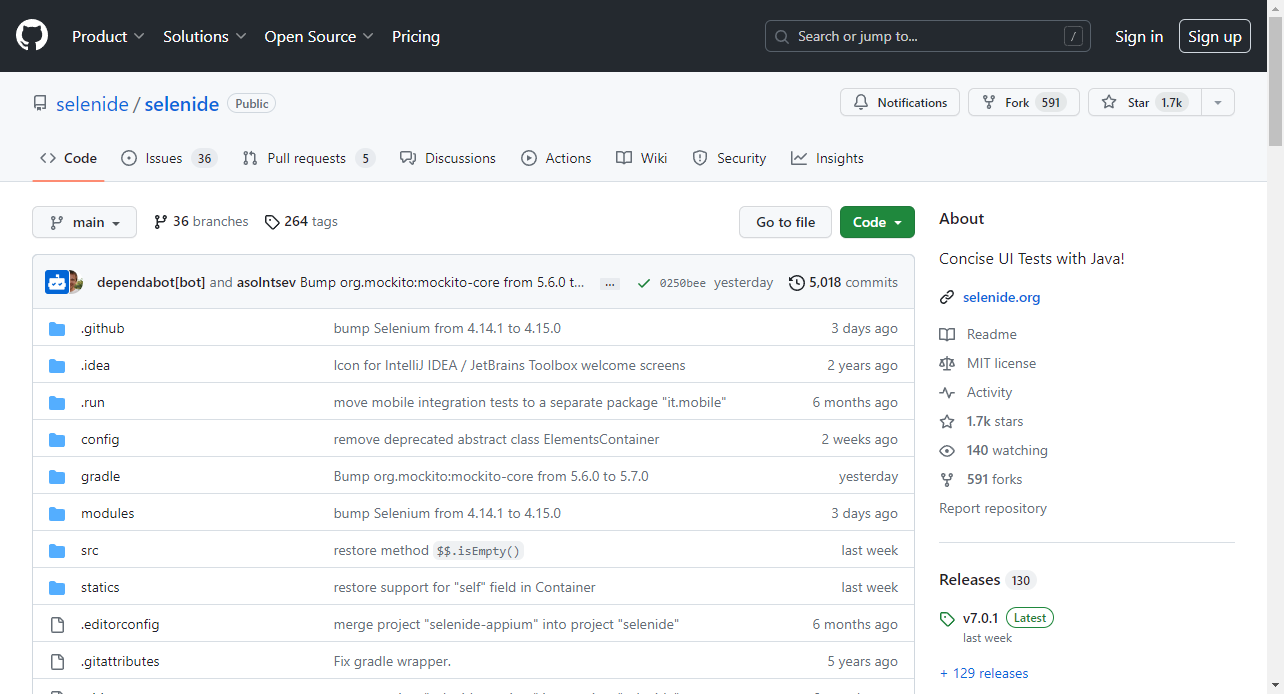 Product Solutions Open Source Pricing Search or jump to... / Sign in Sign up
selenide / selenide Public Notifications Fork 591 Star 1.7k
Code Issues 36 Pull requests 5 Discussions Actions Wiki Security Insights
main 36 branches 264 tags Go to file Code
dependabot[bot] and asolntsev Bump org.mockito:mockito-core from 5.6.0 t... ... 0250bee yesterday 5,018 commits
.github bump Selenium from 4.14.1 to 4.15.0 3 days ago
.idea Icon for IntelliJ IDEA / JetBrains Toolbox welcome screens 2 years ago
.run move mobile integration tests to a separate package "it.mobile" 6 months ago
config remove deprecated abstract class ElementsContainer 2 weeks ago
gradle Bump org.mockito:mockito-core from 5.6.0 to 5.7.0 yesterday
modules bump Selenium from 4.14.1 to 4.15.0 3 days ago
src restore method $$.isEmpty() last week
statics restore support for "self" field in Container last week
.editorconfig merge project "selenide-appium" into project "selenide" 6 months ago
.gitattributes Fix gradle wrapper. 5 years ago
About
Concise UI Tests with Java!
selenide.org
Readme
MIT license
Activity
1.7k stars
140 watching
591 forks
Report repository
Releases 130
v7.0.1 Latest
last week
+ 129 releases